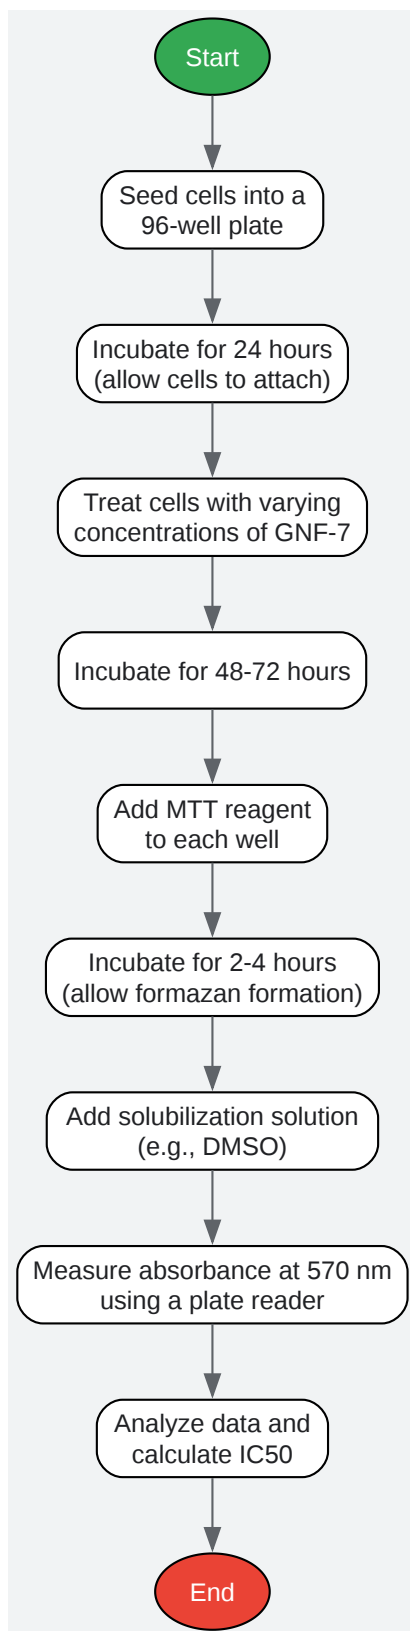 Start
Seed cells into a
96-well plate
Incubate for 24 hours
(allow cells to attach)
Treat cells with varying
concentrations of GNF-7
Incubate for 48-72 hours
Add MTT reagent
to each well
Incubate for 2-4 hours
(allow formazan formation)
Add solubilization solution
(e.g., DMSO)
Measure absorbance at 570 nm
using a plate reader
Analyze data and
calculate IC50
End